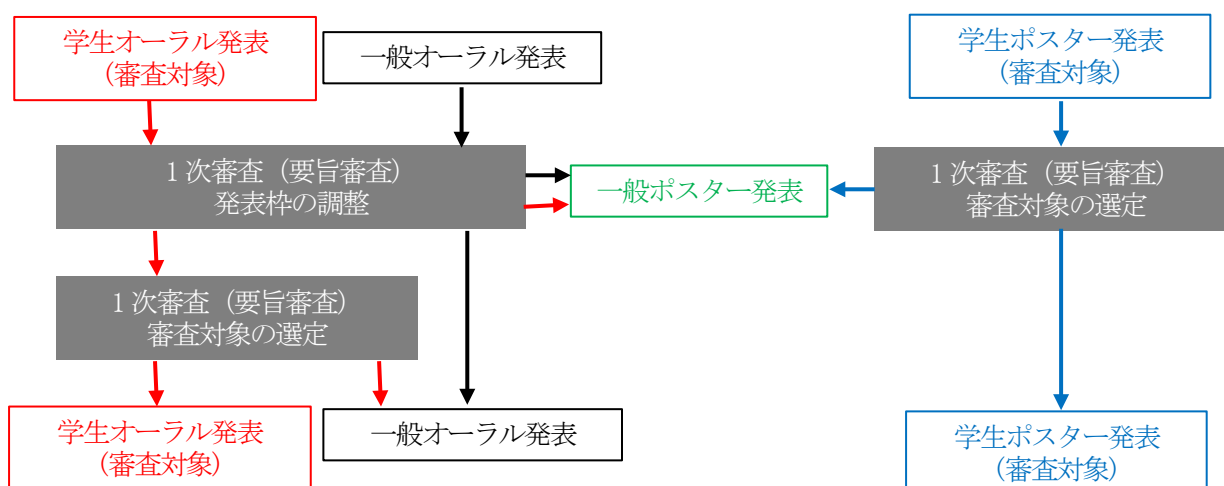 学生オーラル発表
（審査対象）
一般オーラル発表
学生ポスター発表
（審査対象）
１次審査（要旨審査）
発表枠の調整
一般ポスター発表
１次審査（要旨審査）
審査対象の選定
１次審査（要旨審査）
審査対象の選定
学生オーラル発表
（審査対象）
一般オーラル発表
学生ポスター発表
（審査対象）